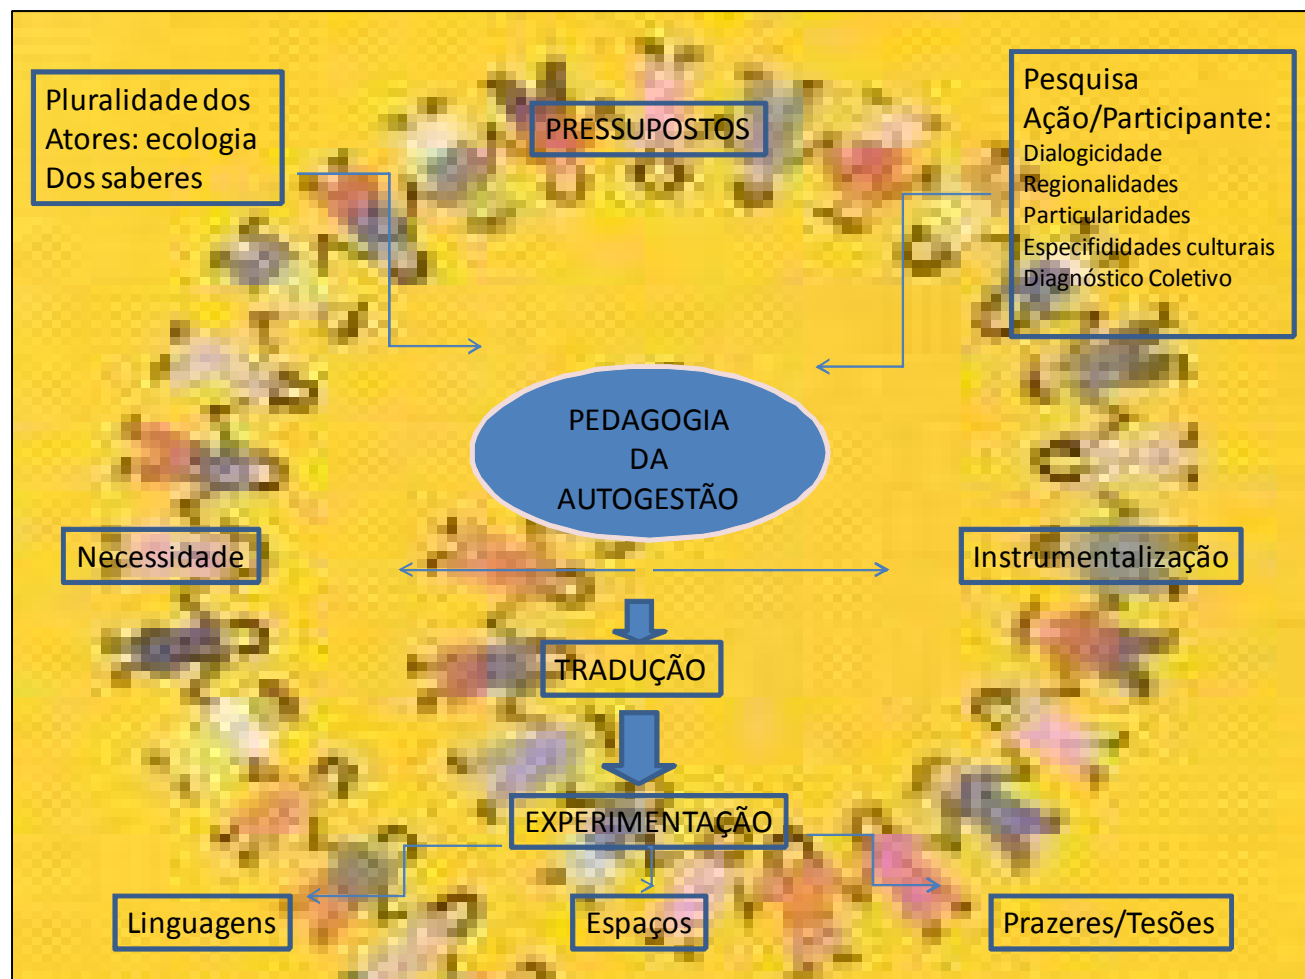 PRESSUPOSTOS
Pluralidade dos
Atores: ecologia
Dos saberes
Pesquisa
Ação/Participante:
Dialogicidade
Regionalidades
Particularidades
Especifididades culturais
Diagnóstico Coletivo
PEDAGOGIA
DA
AUTOGESTÃO
Necessidade
Instrumentalização
TRADUÇÃO
EXPERIMENTAÇÃO
Linguagens
Espaços
Prazeres/Tesões